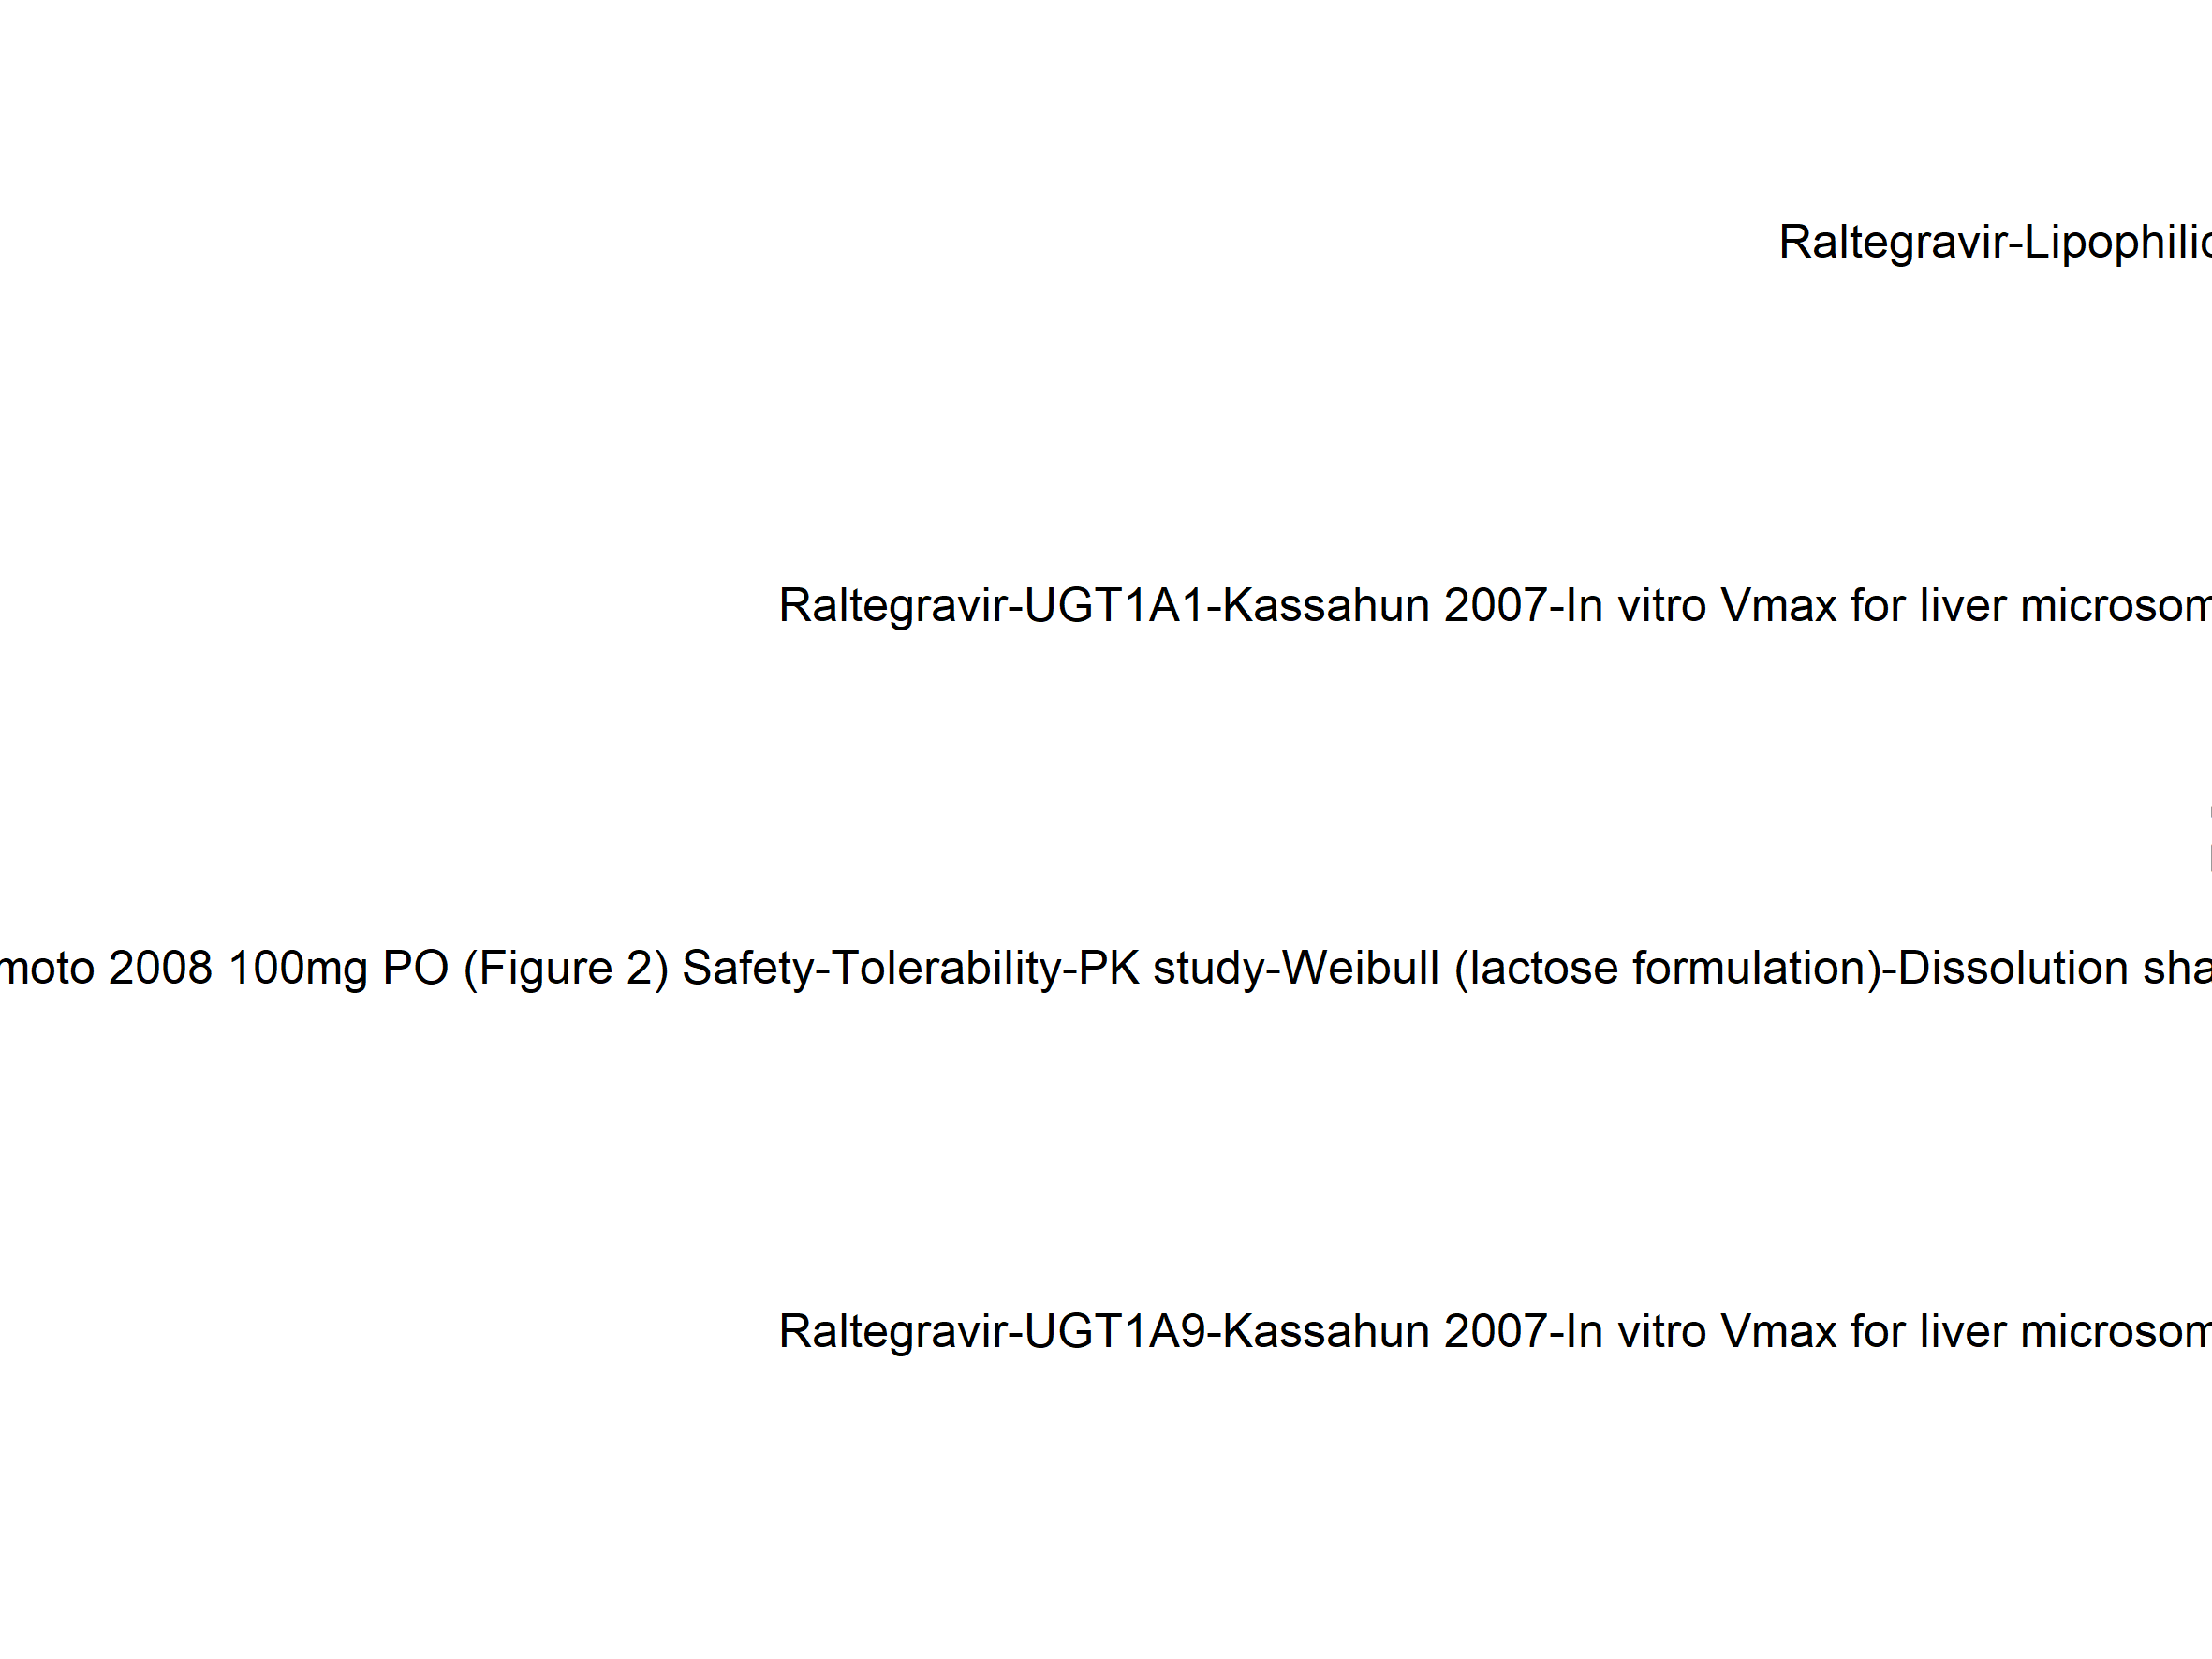 Raltegravir-Lipophilic
Raltegravir-UGT1A1-Kassahun 2007-In vitro Vmax for liver microsom
moto 2008 100mg PO (Figure 2) Safety-Tolerability-PK study-Weibull (lactose formulation)-Dissolution sha
Raltegravir-UGT1A9-Kassahun 2007-In vitro Vmax for liver microsom